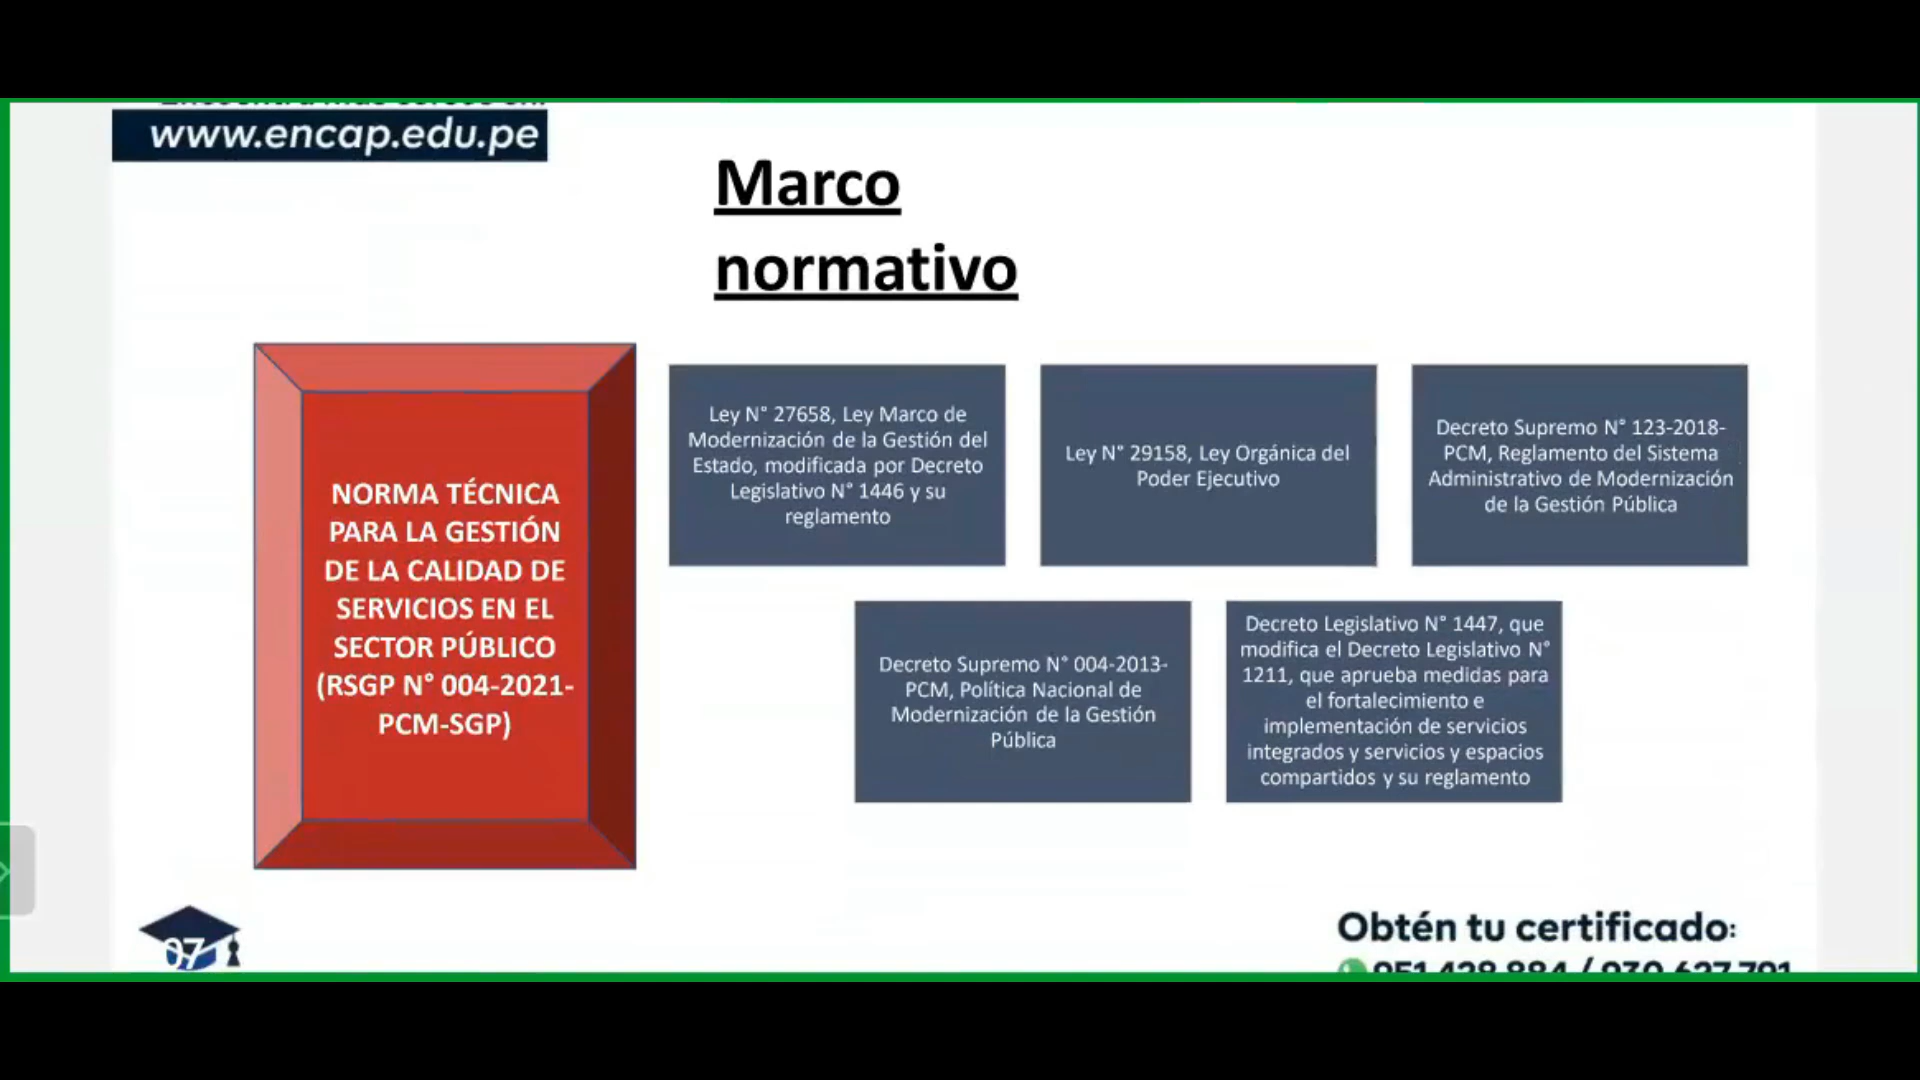 www.encap.edu.pe
Marco
normativo
NORMA TÉCNICA
PARA LA GESTIÓN
DE LA CALIDAD DE
SERVICIOS EN EL
SECTOR PÚBLICO
(RSGP N° 004-2021-
PCM-SGP)
Ley N° 27658, Ley Marco de
Modernización de la Gestión del
Estado, modificada por Decreto
Legislativo N° 1446 y su
reglamento
Ley N° 29158, Ley Orgánica del
Poder Ejecutivo
Decreto Supremo N° 123-2018-
PCM, Reglamento del Sistema
Administrativo de Modernización
de la Gestión Pública
Decreto Supremo N° 004-2013-
PCM, Política Nacional de
Modernización de la Gestión
Pública
Decreto Legislativo N° 1447, que
modifica el Decreto Legislativo N°
1211, que aprueba medidas para
el fortalecimiento e
implementación de servicios
integrados y servicios y espacios
compartidos y su reglamento
07
Obtén tu certificado:
951 428 884 / 930 627 791